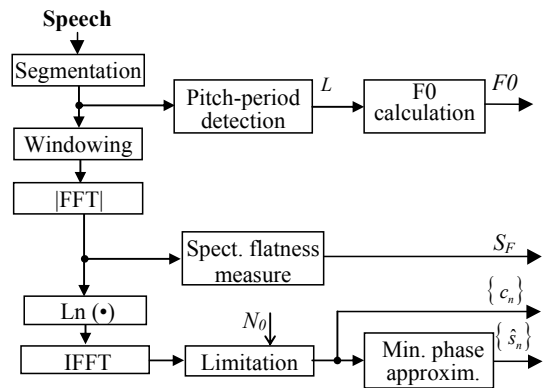 Speech
Segmentation
Pitch-period
detection
L
F0
calculation
F0
Windowing
|FFT|
Spect. flatness
measure
S_F
Ln (•)
{ c_n }
N_0
IFFT
Limitation
Min. phase
approxim.
{ ŝ_n }